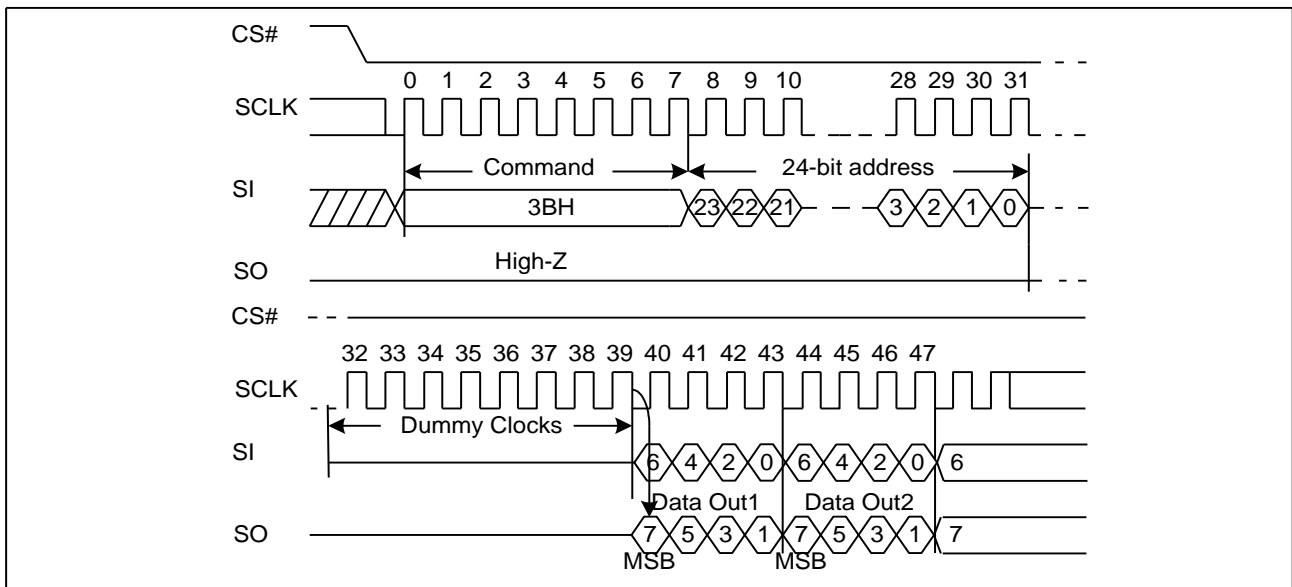 CS#
0 1 2 3 4 5 6 7 8 9 10 28 29 30 31
SCLK
Command 24-bit address
SI
3BH 23 22 21 3 2 1 0
High-Z
SO
CS#
32 33 34 35 36 37 38 39 40 41 42 43 44 45 46 47
SCLK
Dummy Clocks
SI
6 4 2 0 6 4 2 0 6
Data Out1 Data Out2
SO
7 5 3 1 7 5 3 1 7
MSB MSB